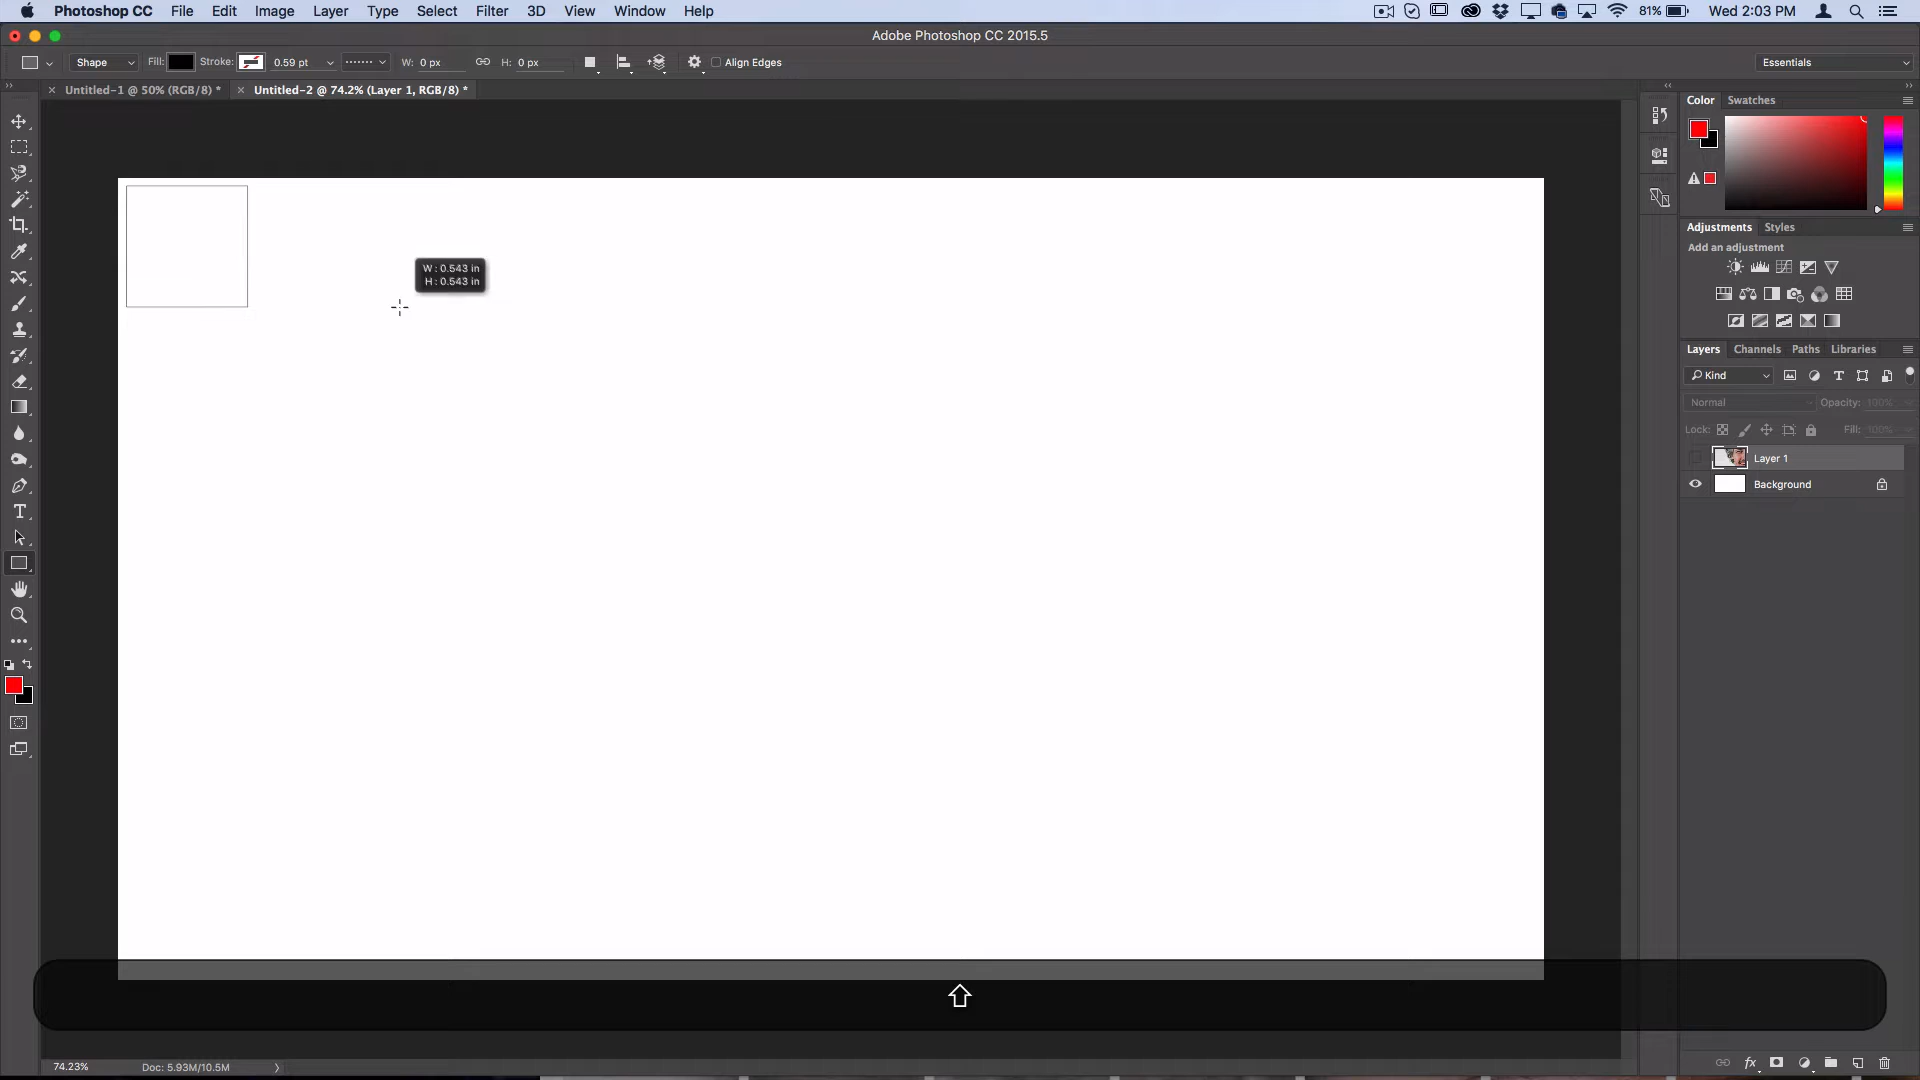 Photoshop CC File Edit Image Layer Type Select Filter 3D View Window Help 81% Wed 2:03 PM
Adobe Photoshop CC 2015.5
Shape Fill: Stroke: 0.59 pt W: 0 px H: 0 px Align Edges Essentials
Untitled-1 @ 50% (RGB/8) * Untitled-2 @ 74.2% (Layer 1, RGB/8) *
Color Swatches
Adjustments Styles
Add an adjustment
W : 0.543 in
H : 0.543 in
Layers Channels Paths Libraries
Kind
Normal Opacity: 100%
Lock: Fill: 100%
Layer 1
Background
74.23% Doc: 5.93M/10.5M